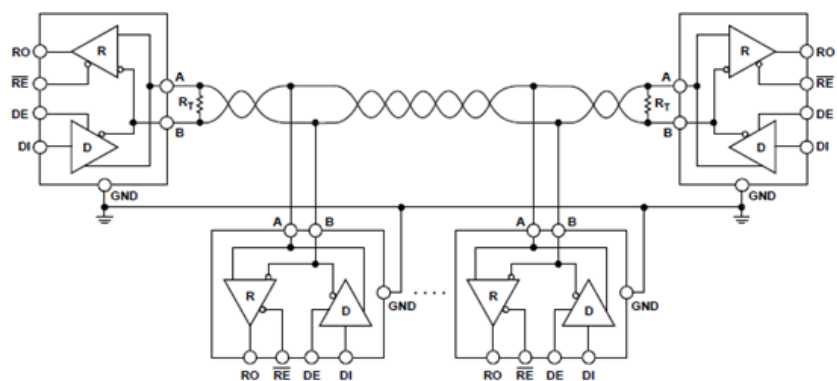 RO R A A R RO
RE RT RT RE
DE B B DE
DI D D DI
GND GND
A B A B
R D GND .... R D GND
RO RE DE DI RO RE DE DI